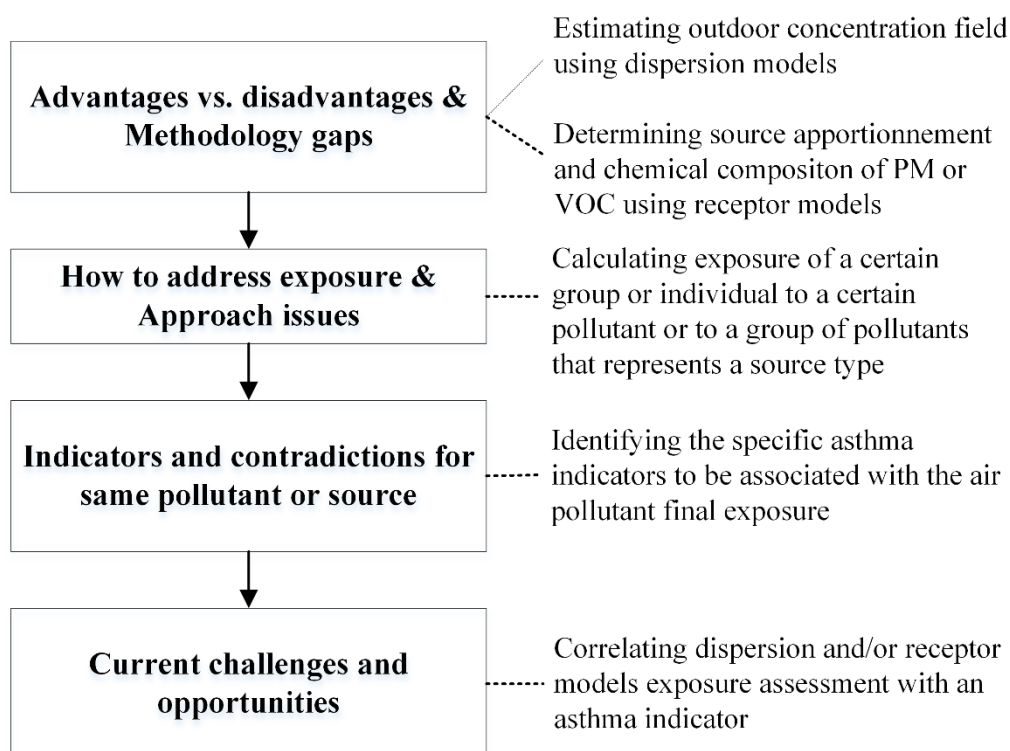 Estimating outdoor concentration field
using dispersion models
Advantages vs. disadvantages &
Methodology gaps
Determining source apportionnement
and chemical compositon of PM or
VOC using receptor models
How to address exposure &
Approach issues
Calculating exposure of a certain
group or individual to a certain
pollutant or to a group of pollutants
that represents a source type
Indicators and contradictions for
same pollutant or source
Identifying the specific asthma
indicators to be associated with the air
pollutant final exposure
Current challenges and
opportunities
Correlating dispersion and/or receptor
models exposure assessment with an
asthma indicator